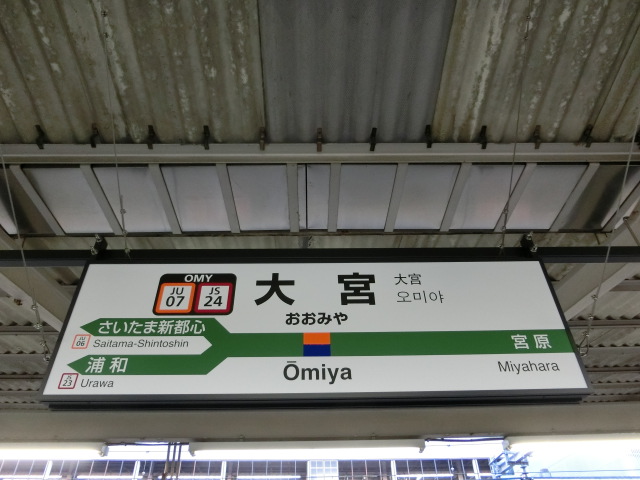 OMY
JU 07
JS 24
大宮
大宮
오미야
おおみや
さいたま新都心
JU 06
Saitama-Shintoshin
浦和
JS 23
Urawa
Ōmiya
宮原
Miyahara